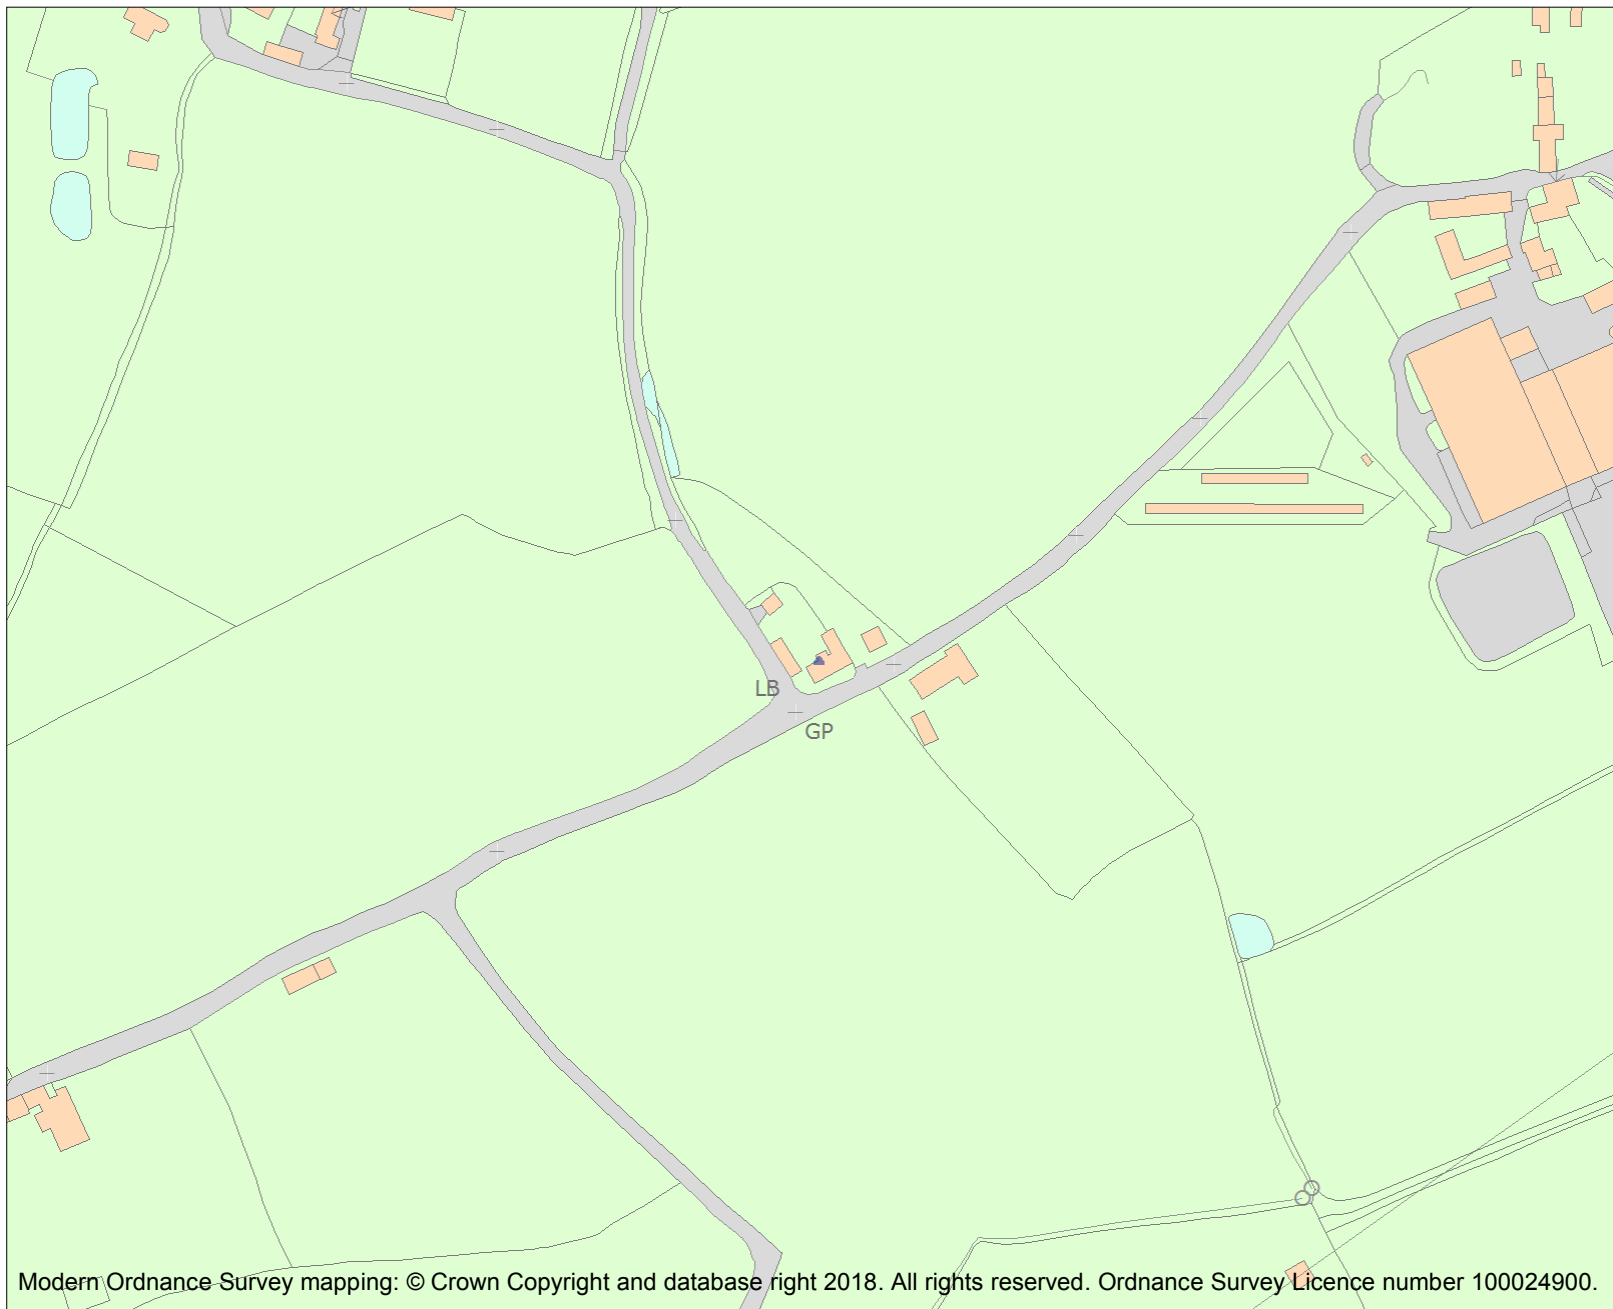 LB
GP
Modern Ordnance Survey mapping: © Crown Copyright and database right 2018. All rights reserved. Ordnance Survey Licence number 100024900.